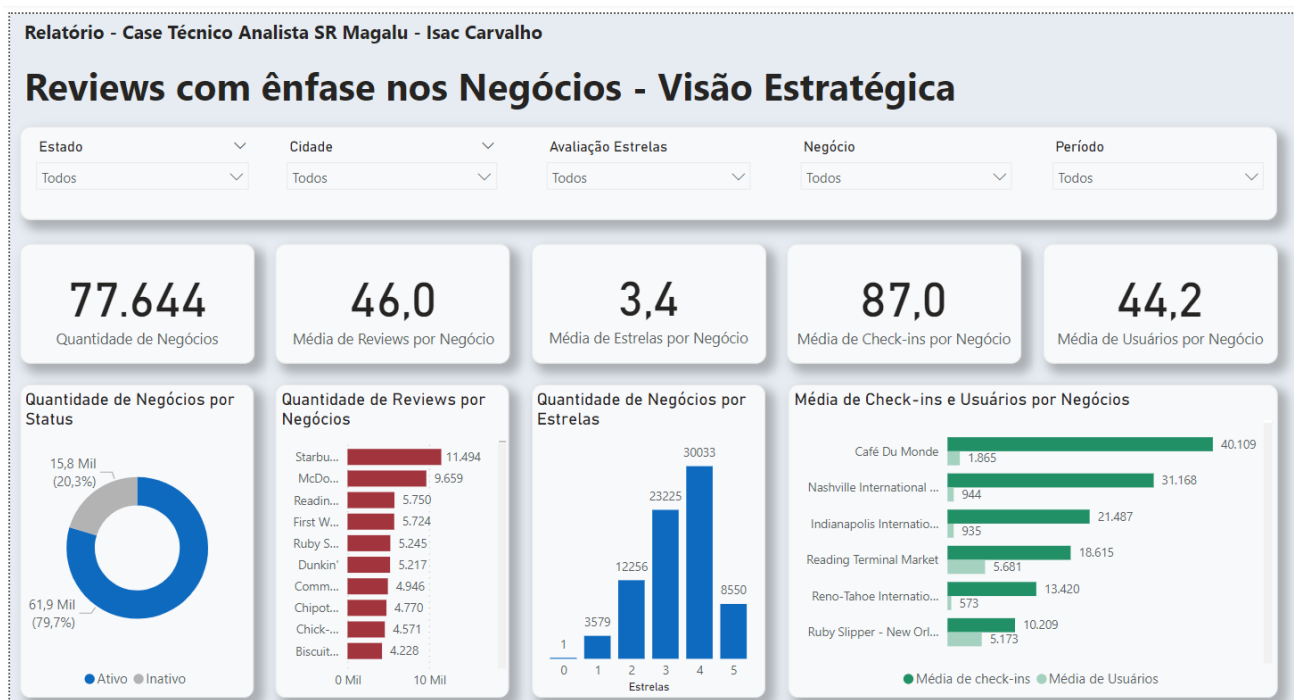 Relatório - Case Técnico Analista SR Magalu - Isac Carvalho
Reviews com ênfase nos Negócios - Visão Estratégica
Estado
Todos
Cidade
Todos
Avaliação Estrelas
Todos
Negócio
Todos
Período
Todos
77.644
Quantidade de Negócios
46,0
Média de Reviews por Negócio
3,4
Média de Estrelas por Negócio
87,0
Média de Check-ins por Negócio
44,2
Média de Usuários por Negócio
Quantidade de Negócios por
Status
15,8 Mil
(20,3%)
61,9 Mil
(79,7%)
Ativo Inativo
Quantidade de Reviews por
Negócios
Starbu... 11.494
McDo... 9.659
Readin... 5.750
First W... 5.724
Ruby S... 5.245
Dunkin' 5.217
Comm... 4.946
Chipot... 4.770
Chick-... 4.571
Biscuit... 4.228
0 Mil 10 Mil
Quantidade de Negócios por
Estrelas
1 3579 12256 23225 30033 8550
0 1 2 3 4 5
Estrelas
Média de Check-ins e Usuários por Negócios
Café Du Monde 40.109
1.865
Nashville International ... 31.168
944
Indianapolis Internatio... 21.487
935
Reading Terminal Market 18.615
5.681
Reno-Tahoe Internatio... 13.420
573
Ruby Slipper - New Orl... 10.209
5.173
Média de check-ins Média de Usuários